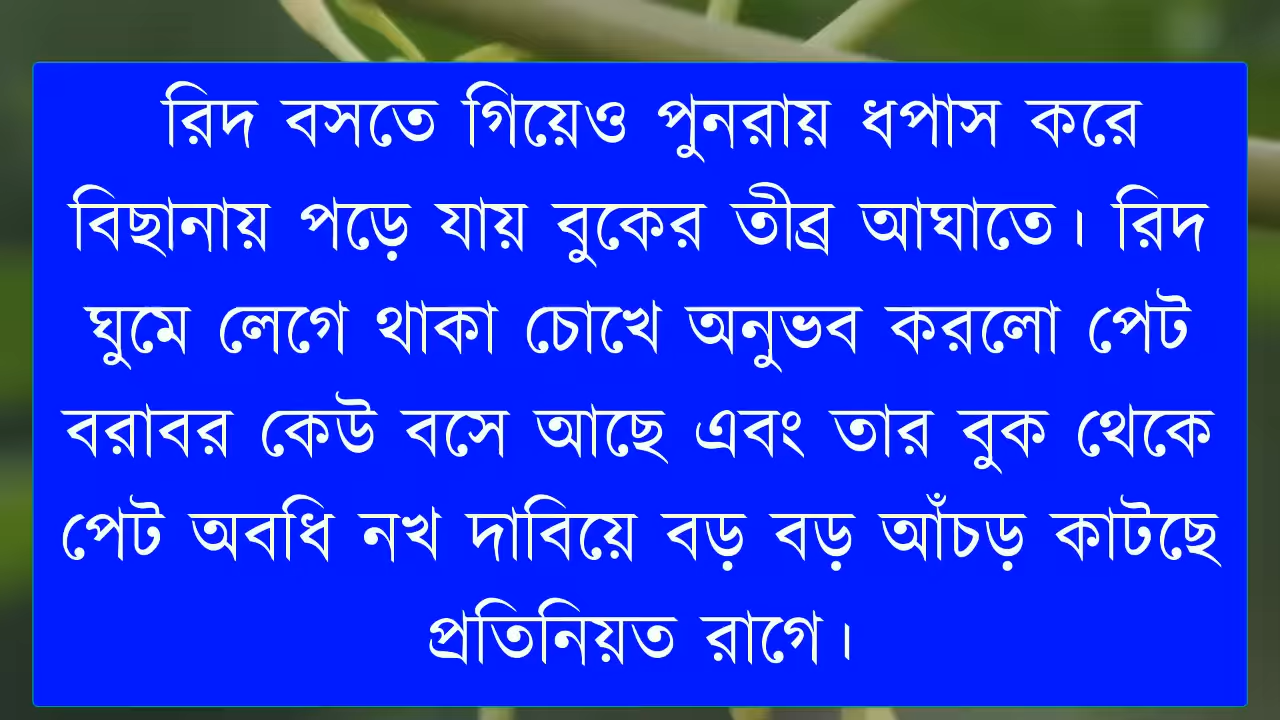 রিদ বসতে গিয়েও পুনরায় ধপাস করে
বিছানায় পড়ে যায় বুকের তীব্র আঘাতে। রিদ
ঘুমে লেগে থাকা চোখে অনুভব করলো পেট
বরাবর কেউ বসে আছে এবং তার বুক থেকে
পেট অবধি নখ দাবিয়ে বড় বড় আঁচড় কাটছে
প্রতিনিয়ত রাগে।